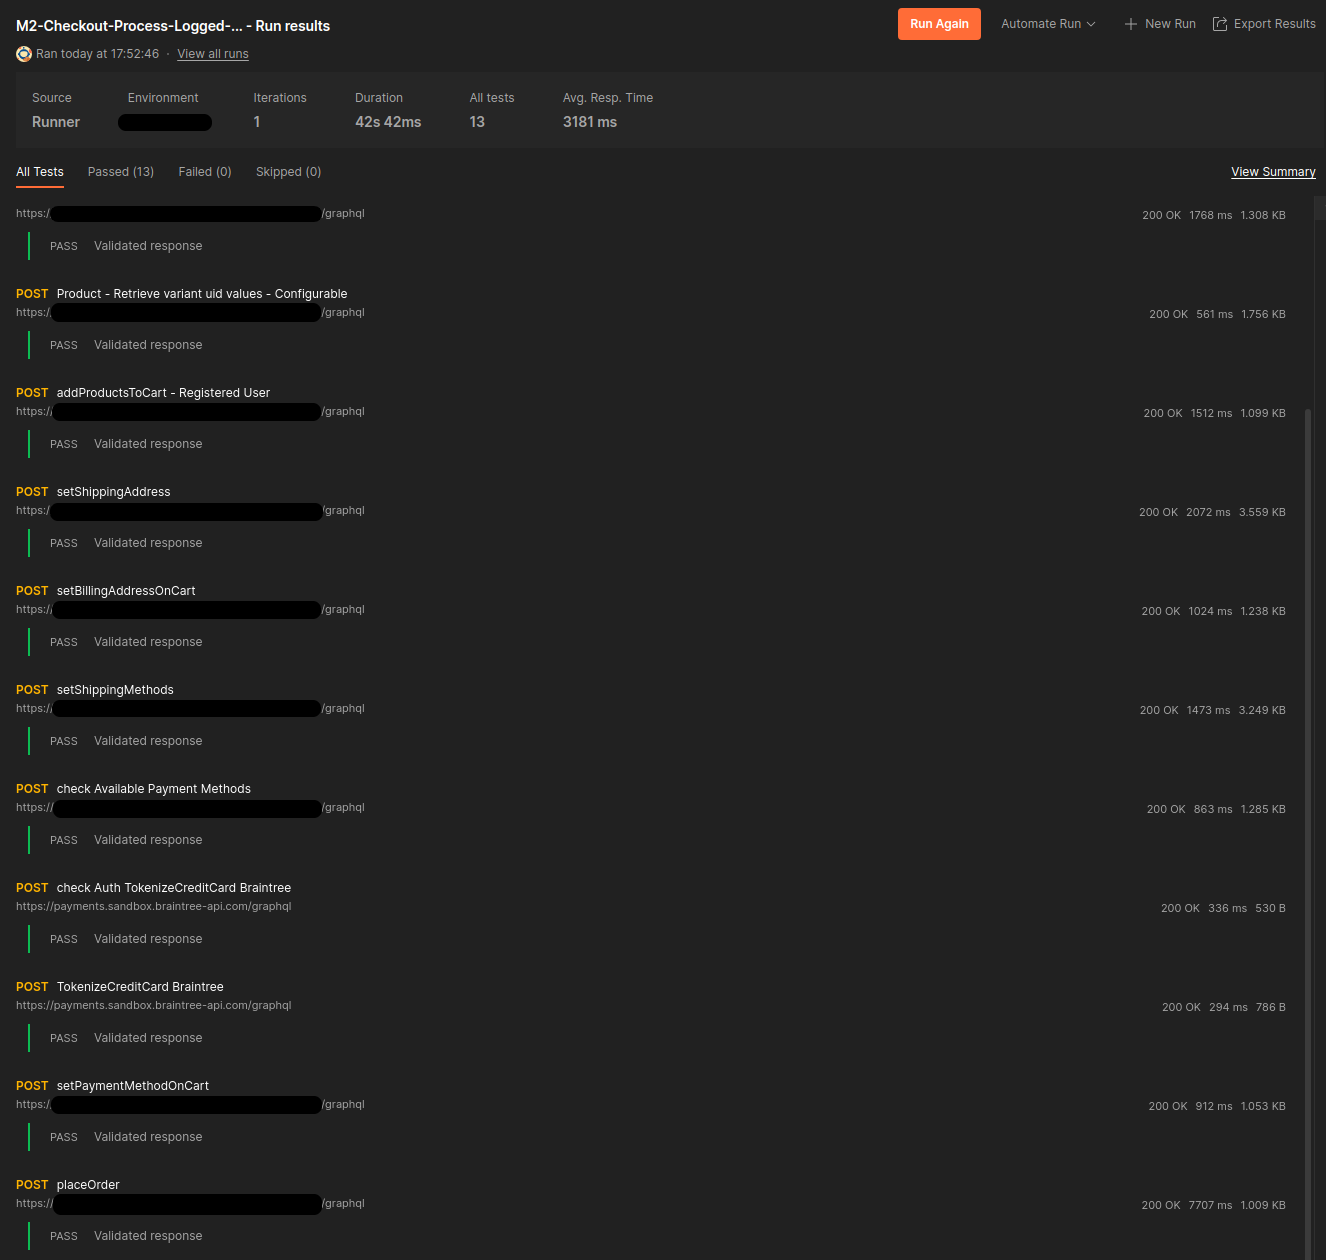 M2-Checkout-Process-Logged-... - Run results
Run Again
Automate Run
New Run
Export Results
Ran today at 17:52:46 · View all runs
Source Environment Iterations Duration All tests Avg. Resp. Time
Runner 1 42s 42ms 13 3181 ms
All Tests Passed (13) Failed (0) Skipped (0) View Summary
https:/ /graphql 200 OK 1768 ms 1.308 KB
PASS Validated response
POST Product - Retrieve variant uid values - Configurable
https:/ /graphql 200 OK 561 ms 1.756 KB
PASS Validated response
POST addProductsToCart - Registered User
https:/ /graphql 200 OK 1512 ms 1.099 KB
PASS Validated response
POST setShippingAddress
https:/ /graphql 200 OK 2072 ms 3.559 KB
PASS Validated response
POST setBillingAddressOnCart
https:/ /graphql 200 OK 1024 ms 1.238 KB
PASS Validated response
POST setShippingMethods
https:/ /graphql 200 OK 1473 ms 3.249 KB
PASS Validated response
POST check Available Payment Methods
https:// /graphql 200 OK 863 ms 1.285 KB
PASS Validated response
POST check Auth TokenizeCreditCard Braintree
https://payments.sandbox.braintree-api.com/graphql 200 OK 336 ms 530 B
PASS Validated response
POST TokenizeCreditCard Braintree
https://payments.sandbox.braintree-api.com/graphql 200 OK 294 ms 786 B
PASS Validated response
POST setPaymentMethodOnCart
https:/ /graphql 200 OK 912 ms 1.053 KB
PASS Validated response
POST placeOrder
https:// /graphql 200 OK 7707 ms 1.009 KB
PASS Validated response